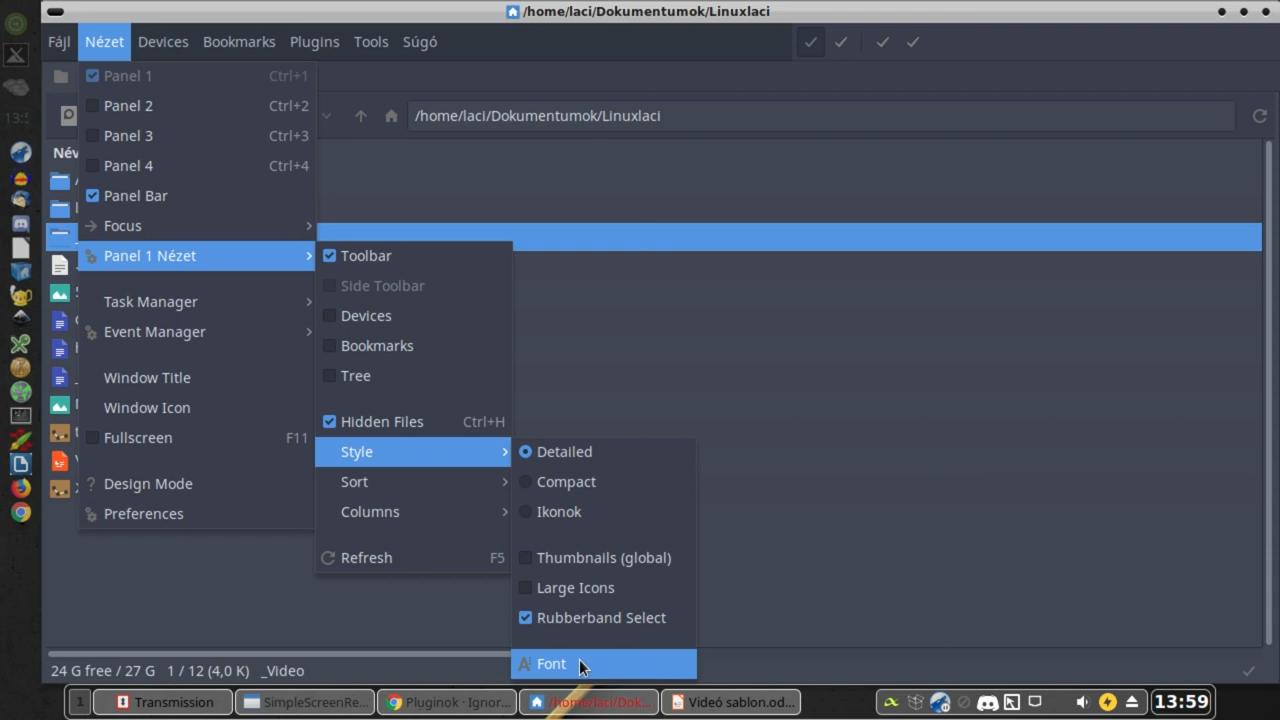 /home/laci/Dokumentumok/Linuxlaci
Fájl Nézet Devices Bookmarks Plugins Tools Súgó
Panel 1 Ctrl+1
Panel 2 Ctrl+2
/home/laci/Dokumentumok/Linuxlaci
Panel 3 Ctrl+3
Név
Panel 4 Ctrl+4
Panel Bar
Focus
Panel 1 Nézet
Task Manager
Event Manager
Window Title
Window Icon
Fullscreen F11
Design Mode
Preferences
Toolbar
Side Toolbar
Devices
Bookmarks
Tree
Hidden Files Ctrl+H
Style
Sort
Columns
Refresh F5
Detailed
Compact
Ikonok
Thumbnails (global)
Large Icons
Rubberband Select
Font
24 G free / 27 G 1 / 12 (4,0 K) _Video
1 Transmission SimpleScreenRe... Pluginok - Ignor... /home/laci/Dok... Videó sablon.od... 13:59